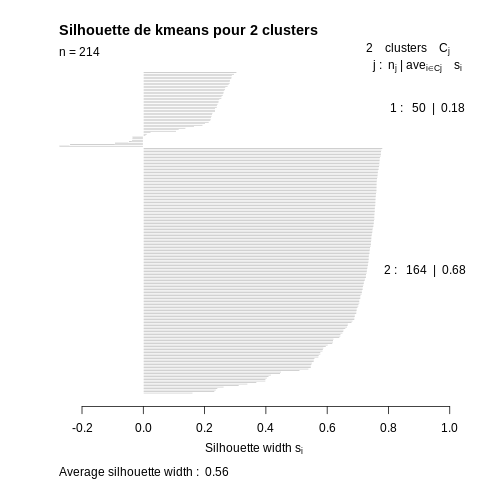 Silhouette de kmeans pour 2 clusters
n = 214
2 clusters Cj
j : nj | avei∈Cj si
1 : 50 | 0.18
2 : 164 | 0.68
-0.2 0.0 0.2 0.4 0.6 0.8 1.0
Silhouette width si
Average silhouette width : 0.56